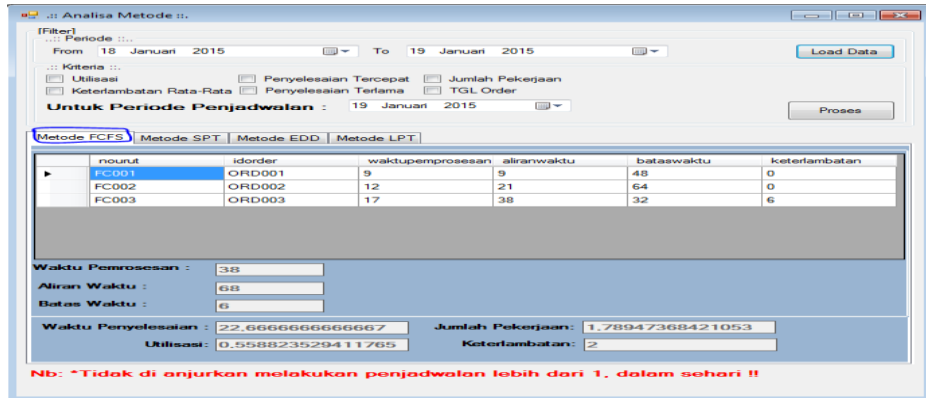 .:: Analisa Metode ::.
[Filter]
..:: Periode ::..
From 18 Januari 2015 To 19 Januari 2015 Load Data
.:: Kriteria ::.
Utilisasi Penyelesaian Tercepat Jumlah Pekerjaan
Keterlambatan Rata-Rata Penyelesaian Terlama TGL Order
Untuk Periode Penjadwalan : 19 Januari 2015 Proses
Metode FCFS Metode SPT Metode EDD Metode LPT
nourut idorder waktupemprosesan aliranwaktu bataswaktu keterlambatan
FC001 ORD001 9 9 48 0
FC002 ORD002 12 21 64 0
FC003 ORD003 17 38 32 6
Waktu Pemrosesan : 38
Aliran Waktu : 68
Batas Waktu : 6
Waktu Penyelesaian : 22,6666666666667 Jumlah Pekerjaan: 1,78947368421053
Utilisasi: 0,558823529411765 Keterlambatan: 2
Nb: *Tidak di anjurkan melakukan penjadwalan lebih dari 1, dalam sehari !!